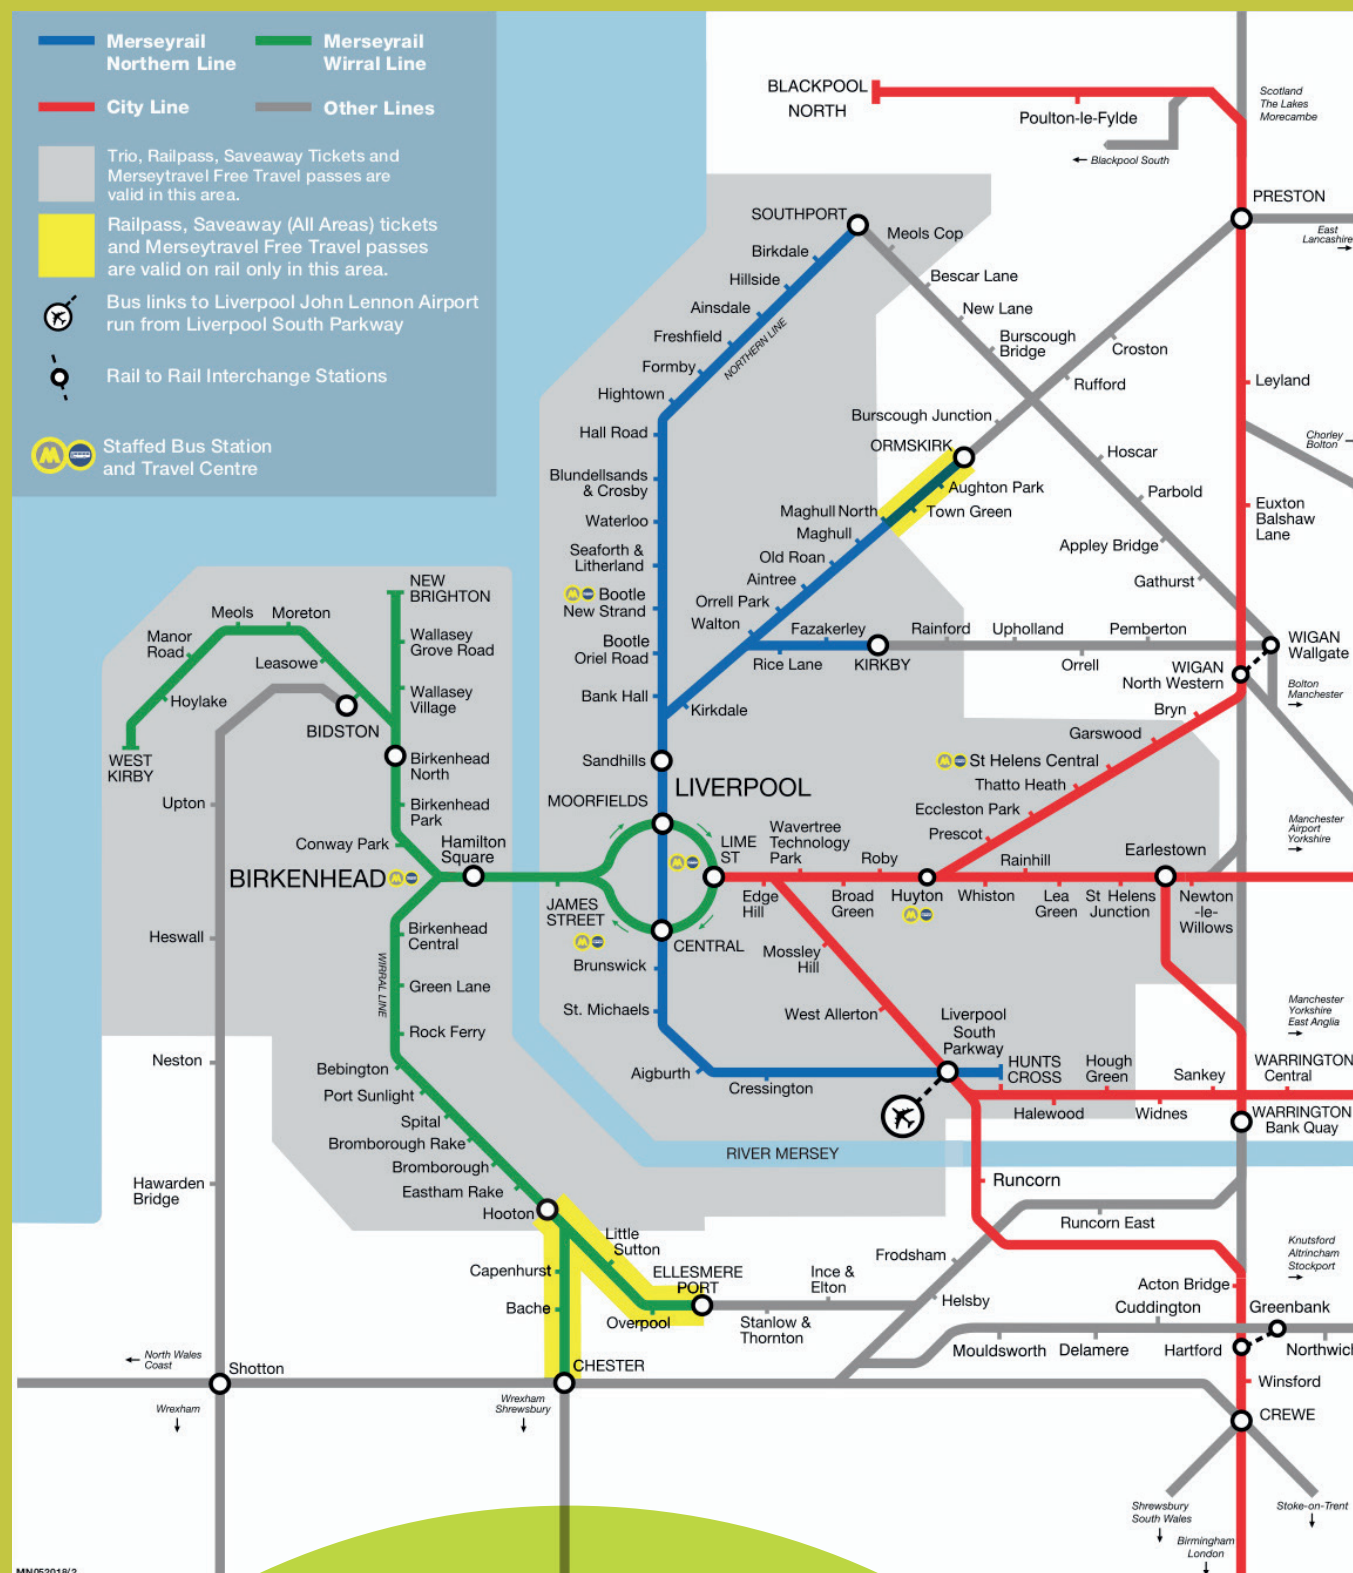 Merseyrail
Northern Line
Merseyrail
Wirral Line
City Line
Other Lines
Trio, Railpass, Saveaway Tickets and
Merseytravel Free Travel passes are
valid in this area.
Railpass, Saveaway (All Areas) tickets
and Merseytravel Free Travel passes
are valid on rail only in this area.
Bus links to Liverpool John Lennon Airport
run from Liverpool South Parkway
Rail to Rail Interchange Stations
Staffed Bus Station
and Travel Centre
BLACKPOOL
NORTH
Poulton-le-Fylde
Blackpool South
Scotland
The Lakes
Morecambe
PRESTON
East
Lancashire
SOUTHPORT
Meols Cop
Birkdale
Hillside
Ainsdale
Freshfield
Formby
Hightown
NORTHERN LINE
Bescar Lane
New Lane
Burscough
Bridge
Croston
Rufford
Leyland
Burscough Junction
ORMSKIRK
Chorley
Bolton
Hall Road
Blundellsands
& Crosby
Waterloo
Seaforth &
Litherland
Bootle
New Strand
Bootle
Oriel Road
Bank Hall
Sandhills
Aughton Park
Town Green
Maghull North
Maghull
Old Roan
Aintree
Orrell Park
Walton
Hoscar
Parbold
Appley Bridge
Gathurst
Euxton
Balshaw
Lane
Fazakerley
Rice Lane
KIRKBY
Kirkdale
Rainford
Upholland
Orrell
Pemberton
WIGAN
Wallgate
WIGAN
North Western
Bolton
Manchester
Bryn
Garswood
St Helens Central
Thatto Heath
Eccleston Park
Prescot
NEW
BRIGHTON
Wallasey
Grove Road
Wallasey
Village
Meols
Moreton
Manor
Road
Leasowe
Hoylake
WEST
KIRBY
BIDSTON
Birkenhead
North
Birkenhead
Park
Conway Park
Hamilton
Square
BIRKENHEAD
Upton
Heswall
Neston
Hawarden
Bridge
LIVERPOOL
MOORFIELDS
LIME
ST
JAMES
STREET
CENTRAL
Wavertree
Technology
Park
Edge
Hill
Broad
Green
Roby
Huyton
Whiston
Rainhill
Lea
Green
St Helens
Junction
Earlestown
Newton
-le-
Willows
Manchester
Airport
Yorkshire
Birkenhead
Central
WIRRAL LINE
Green Lane
Rock Ferry
Bebington
Port Sunlight
Spital
Bromborough Rake
Bromborough
Eastham Rake
Hooton
Brunswick
St. Michaels
Aigburth
Cressington
Mossley
Hill
West Allerton
Liverpool
South
Parkway
HUNTS
CROSS
Hough
Green
Halewood
Widnes
Sankey
WARRINGTON
Central
WARRINGTON
Bank Quay
Manchester
Yorkshire
East Anglia
RIVER MERSEY
Runcorn
Runcorn East
Frodsham
Helsby
Little
Sutton
Overpool
ELLESMERE
PORT
Capenhurst
Bache
CHESTER
Stanlow &
Thornton
Ince &
Elton
Knutsford
Altrincham
Stockport
Acton Bridge
Cuddington
Greenbank
Mouldsworth
Delamere
Hartford
Northwich
Winsford
CREWE
North Wales
Coast
Shotton
Wrexham
Wrexham
Shrewsbury
Shrewsbury
South Wales
Stoke-on-Trent
Birmingham
London